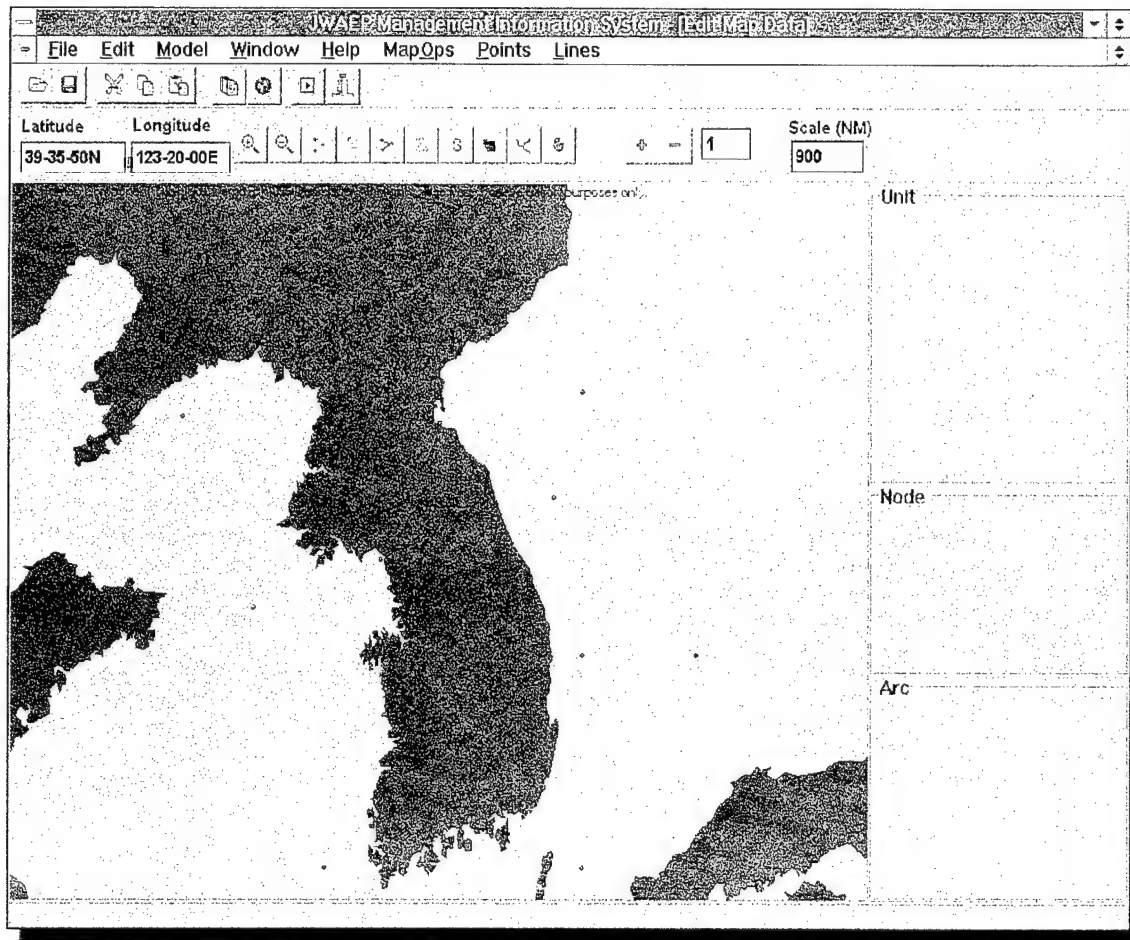 JWAEP Management Information System - [Edit Map Data]
File Edit Model Window Help MapOps Points Lines
Latitude Longitude Scale (NM)
39-35-50N 123-20-00E S 1 900
purposes only.
Unit
Node
Arc